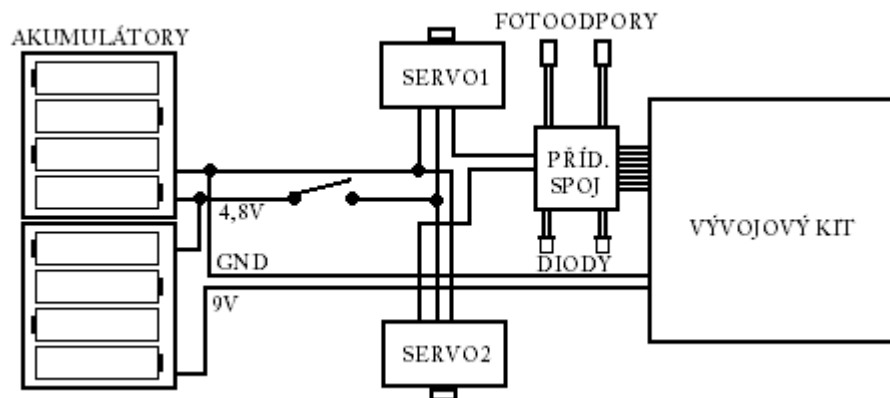 FOTOODPORY
AKUMULÁTORY
SERVO1
PŘÍD.
SPOJ
4,8V
VÝVOJOVÝ KIT
GND
DIODY
9V
SERVO2